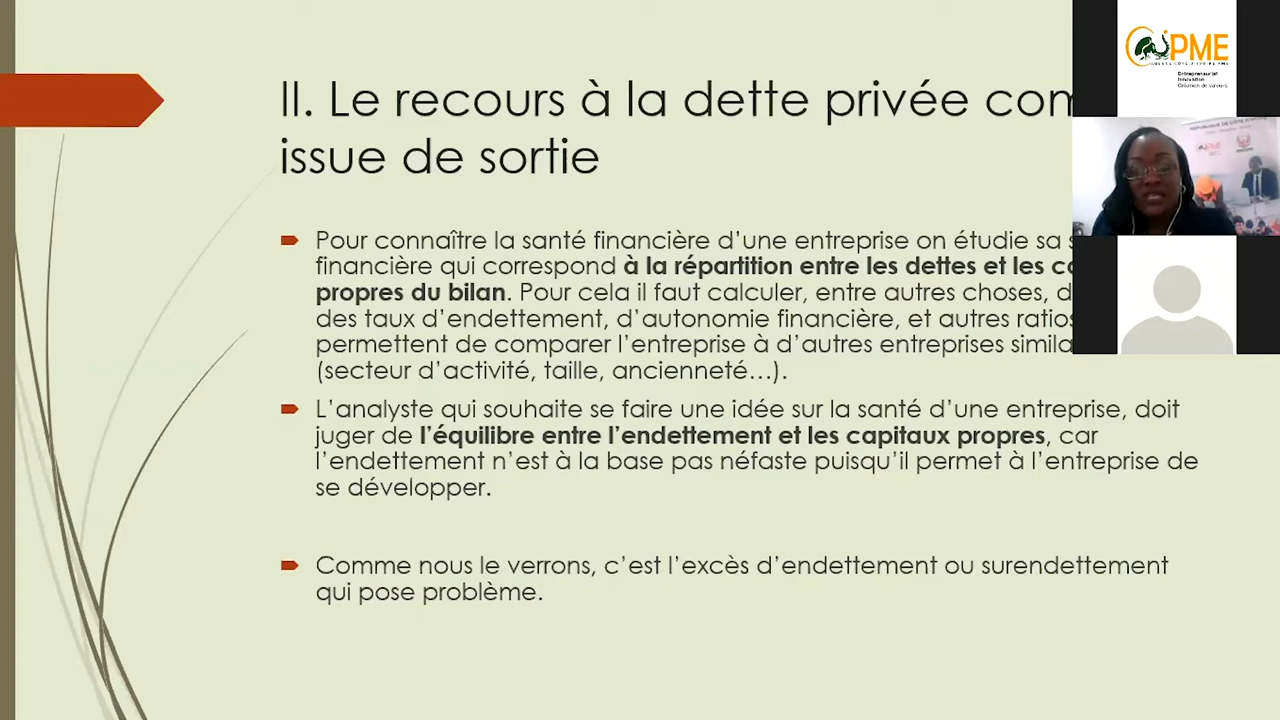 II. Le recours à la dette privée
issue de sortie
Pour connaître la santé financière d’une entreprise on étudie sa
financière qui correspond à la répartition entre les dettes et les
propres du bilan. Pour cela il faut calculer, entre autres choses,
des taux d’endettement, d’autonomie financière, et autres ratios
permettent de comparer l’entreprise à d’autres entreprises
(secteur d’activité, taille, ancienneté…).
L’analyste qui souhaite se faire une idée sur la santé d’une entreprise, doit
juger de l’équilibre entre l’endettement et les capitaux propres, car
l’endettement n’est à la base pas néfaste puisqu’il permet à l’entreprise de
se développer.
Comme nous le verrons, c’est l’excès d’endettement ou surendettement
qui pose problème.
PME
Entrepreneuriat
Innovation
Création de valeurs